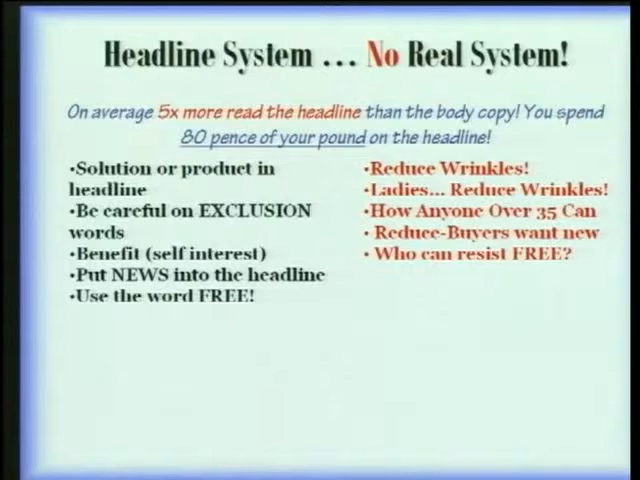 Headline System ... No Real System!
On average 5x more read the headline than the body copy! You spend
80 pence of your pound on the headline!
•Solution or product in
headline
•Be careful on EXCLUSION
words
•Benefit (self interest)
•Put NEWS into the headline
•Use the word FREE!
•Reduce Wrinkles!
•Ladies... Reduce Wrinkles!
•How Anyone Over 35 Can
• Reduce-Buyers want new
• Who can resist FREE?